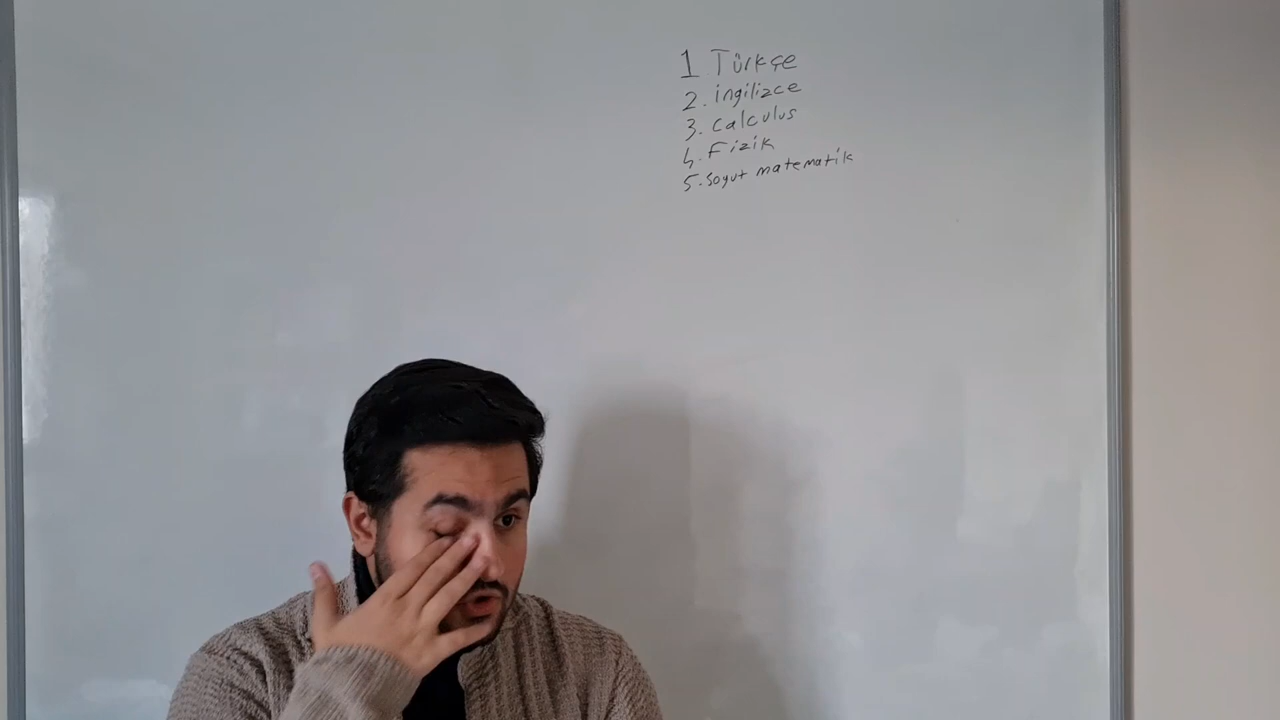 1 Türkçe
2. ingilizce
3. calculus
4. Fizik
5. soyut matematik